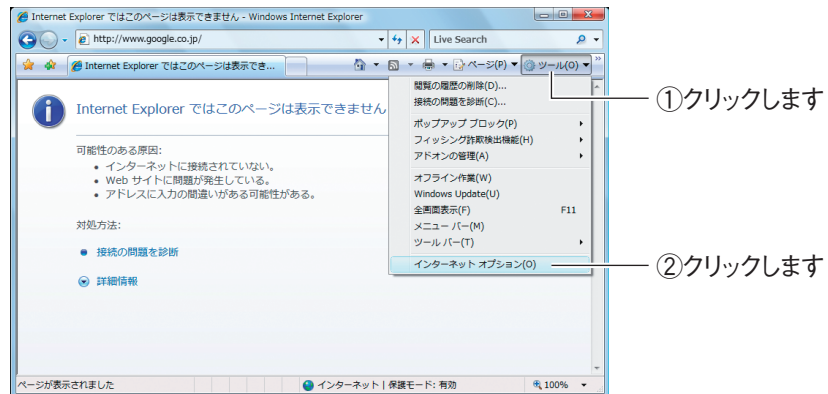 Internet Explorer ではこのページは表示できません - Windows Internet Explorer
http://www.google.co.jp/
Live Search
Internet Explorer ではこのページは表示でき...
ページ(P)
ツール(O)
Internet Explorer ではこのページは表示できません
可能性のある原因:
• インターネットに接続されていない。
• Web サイトに問題が発生している。
• アドレスに入力の間違いがある可能性がある。
対処方法:
• 接続の問題を診断
詳細情報
閲覧の履歴の削除(D)...
接続の問題を診断(C)...
ポップアップ ブロック(P)
フィッシング詐欺検出機能(H)
アドオンの管理(A)
オフライン作業(W)
Windows Update(U)
全画面表示(F) F11
メニュー バー(M)
ツール バー(T)
インターネット オプション(O)
①クリックします
②クリックします
ページが表示されました
インターネット | 保護モード: 有効
100%